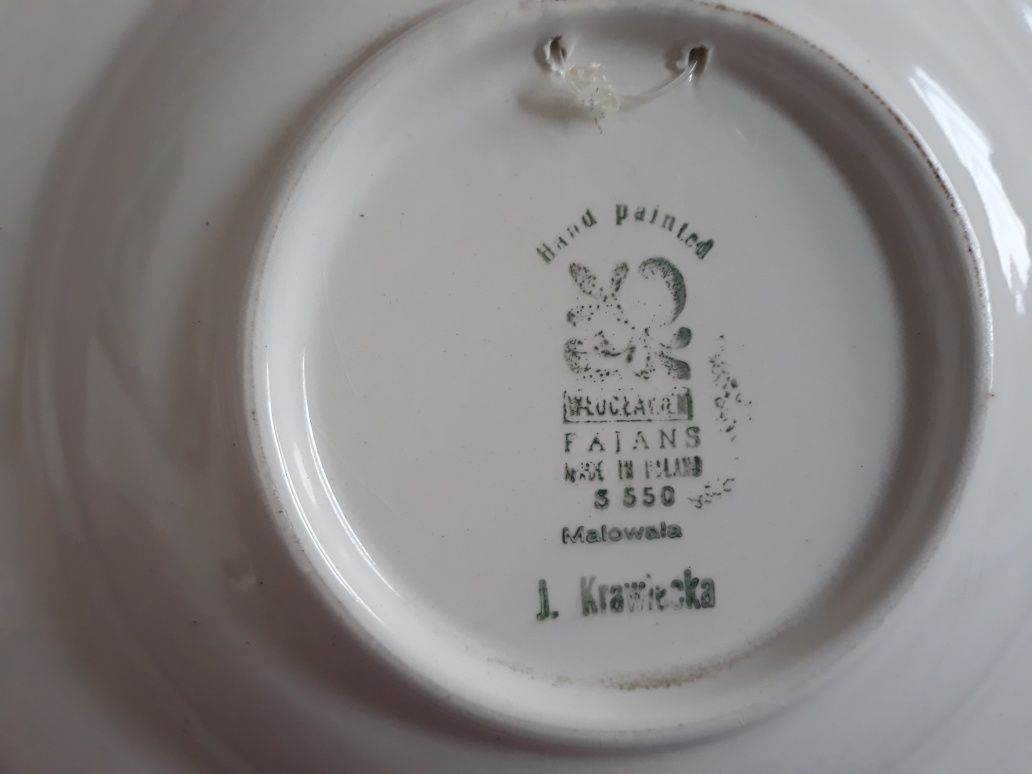 Hand painted
WŁOCŁAWEK
FAJANS
MADE IN POLAND
S 550
Malowała
J. Krawiecka